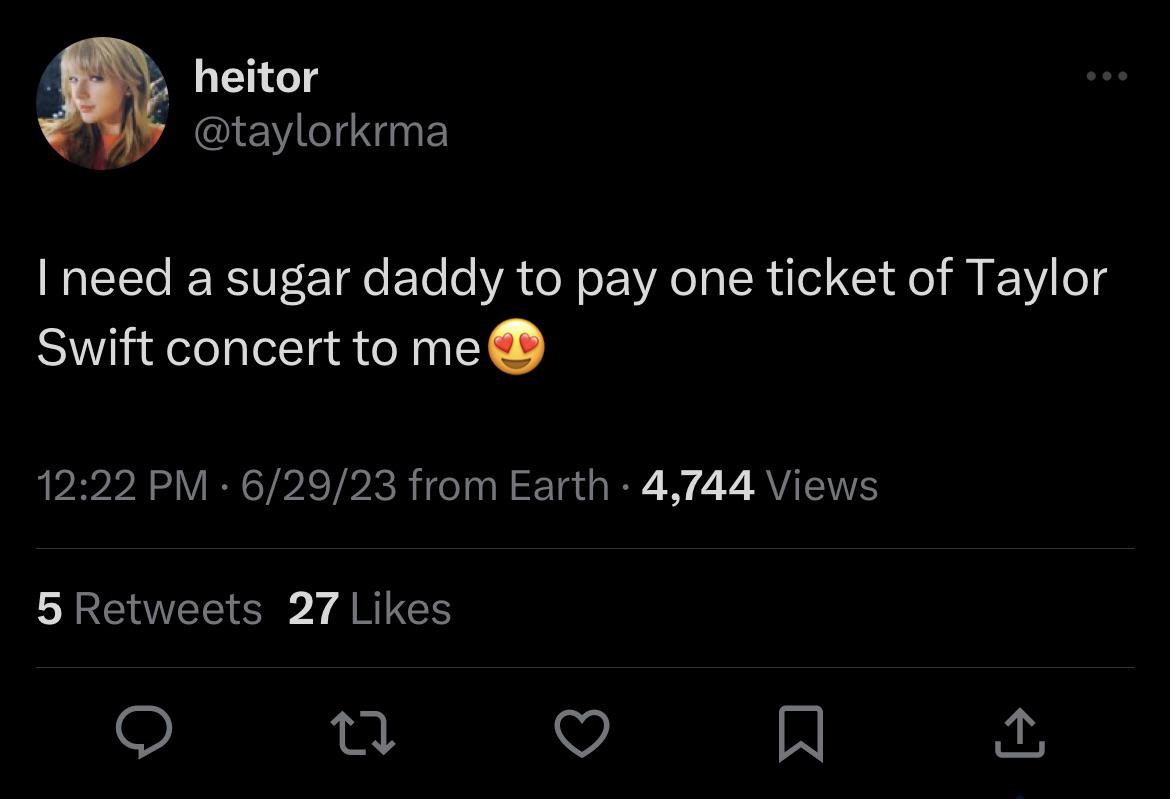 heitor
@taylorkrma
I need a sugar daddy to pay one ticket of Taylor
Swift concert to me😍
12:22 PM · 6/29/23 from Earth · 4,744 Views
5 Retweets 27 Likes